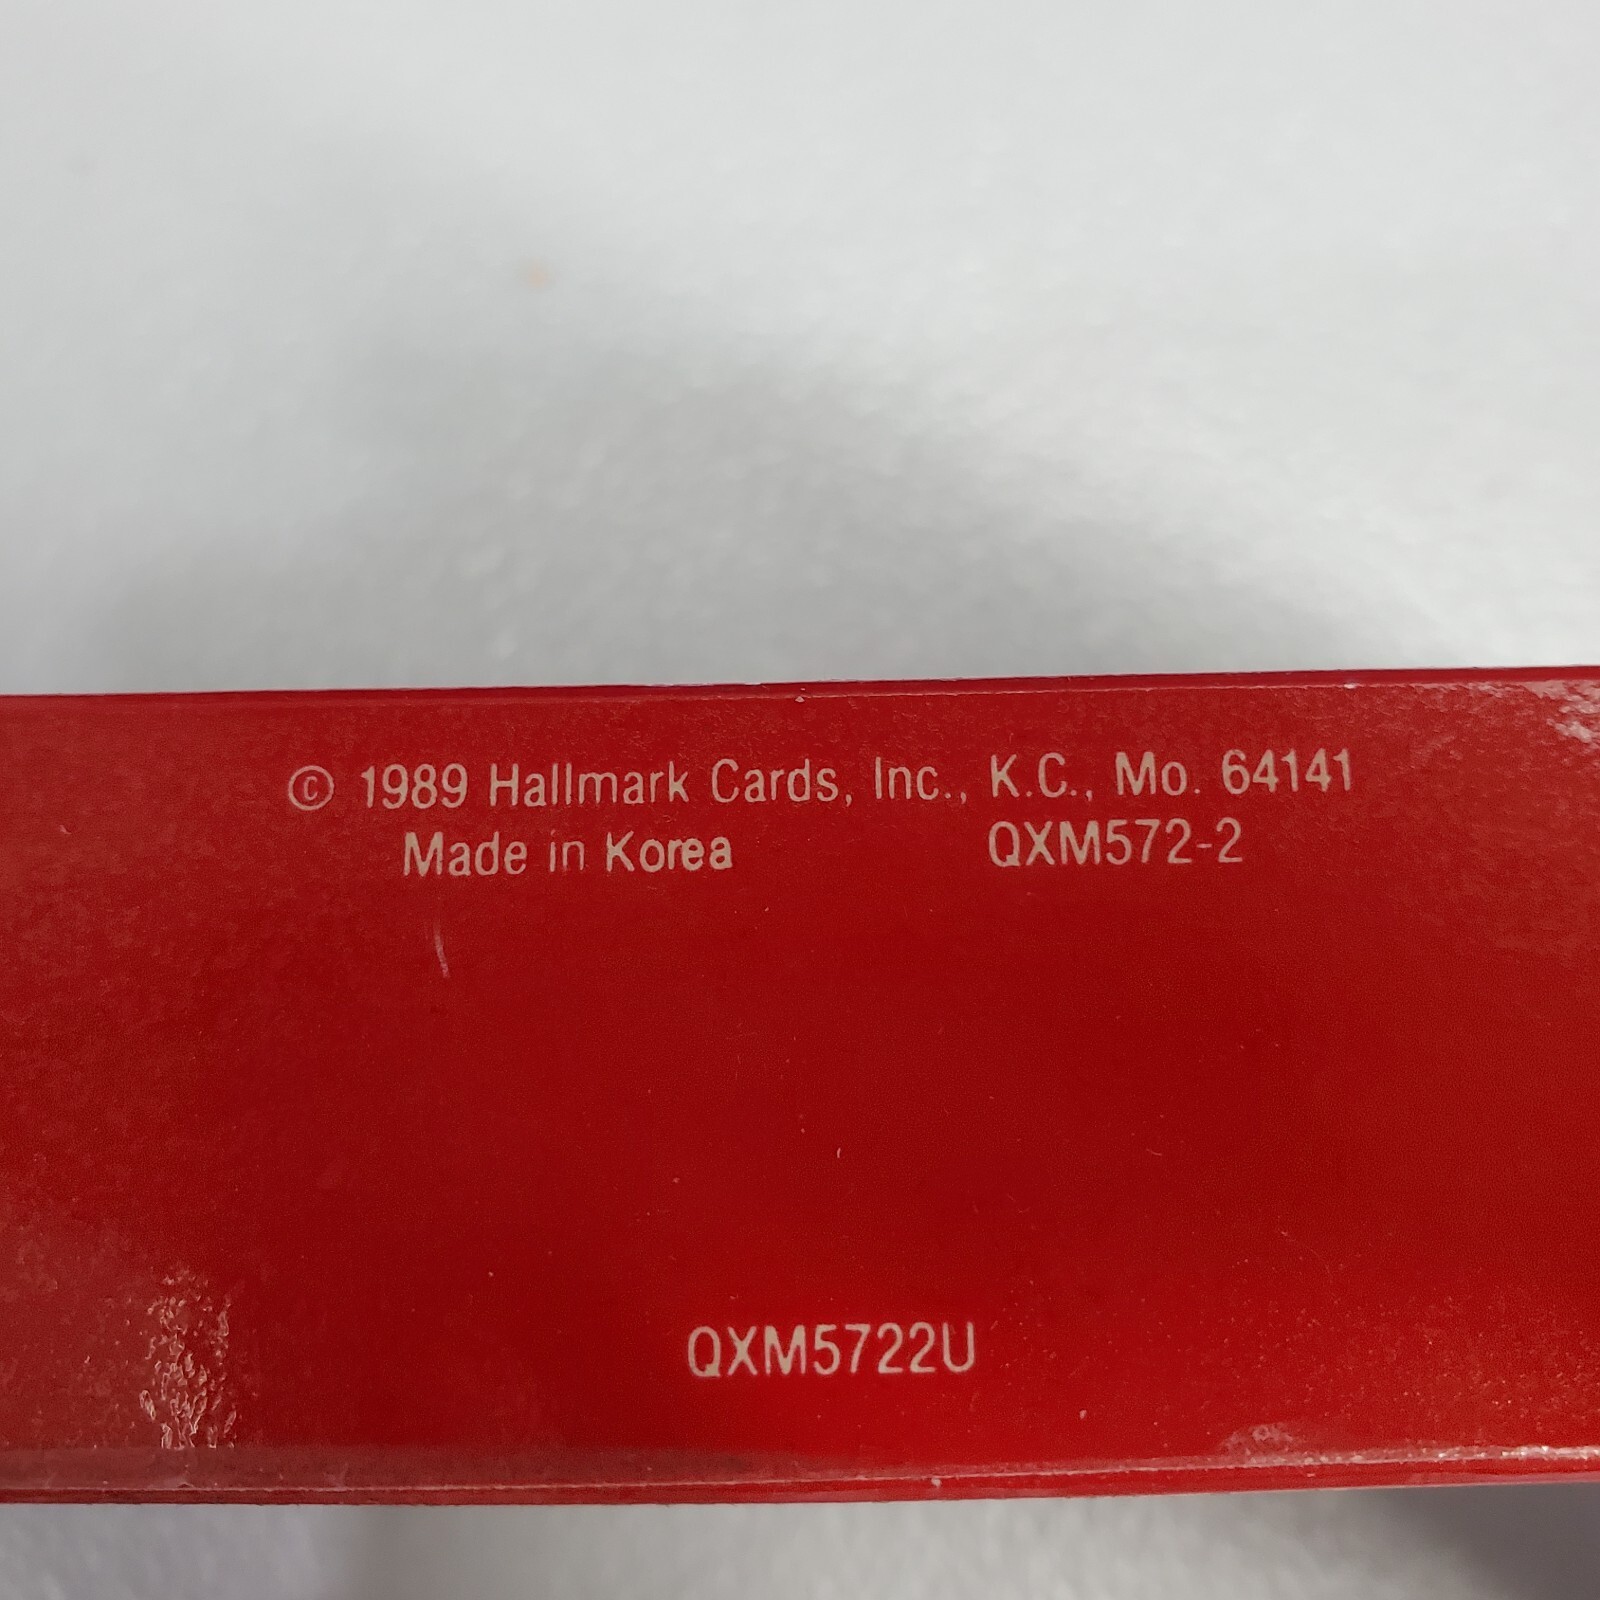 © 1989 Hallmark Cards, Inc., K.C., Mo. 64141
Made in Korea QXM572-2
QXM5722U